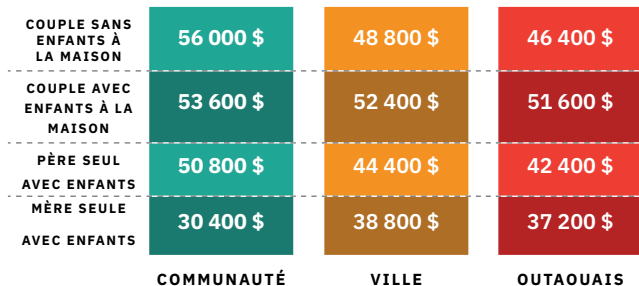 COUPLE SANS
ENFANTS À
LA MAISON
56 000 $ 48 800 $ 46 400 $
COUPLE AVEC
ENFANTS À LA
MAISON
53 600 $ 52 400 $ 51 600 $
PÈRE SEUL
AVEC ENFANTS
50 800 $ 44 400 $ 42 400 $
MÈRE SEULE
AVEC ENFANTS
30 400 $ 38 800 $ 37 200 $
COMMUNAUTÉ VILLE OUTAOUAIS